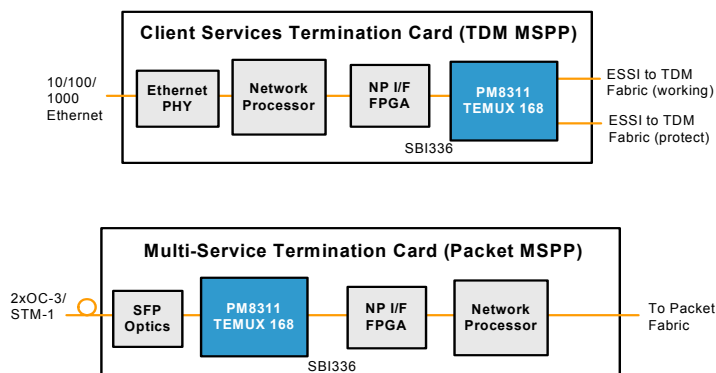 Client Services Termination Card (TDM MSPP)
10/100/
1000
Ethernet
Ethernet
PHY
Network
Processor
NP I/F
FPGA
PM8311
TEMUX 168
SBI336
ESSI to TDM
Fabric (working)
ESSI to TDM
Fabric (protect)
Multi-Service Termination Card (Packet MSPP)
2xOC-3/
STM-1
SFP
Optics
PM8311
TEMUX 168
SBI336
NP I/F
FPGA
Network
Processor
To Packet
Fabric